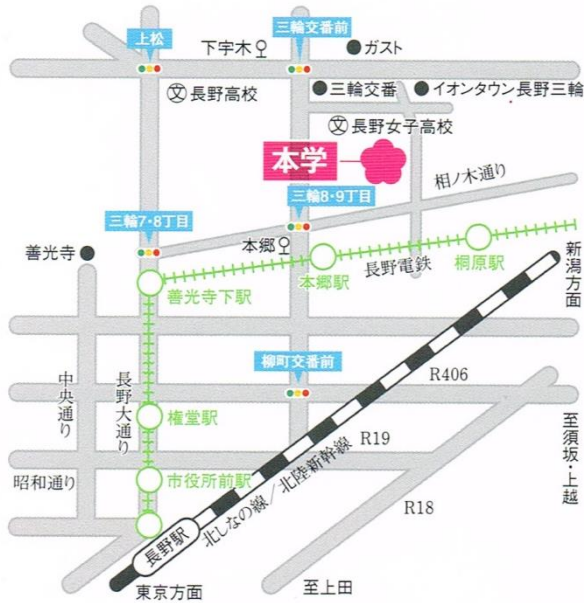 上松
下宇木
三輪交番前
ガスト
文 長野高校
三輪交番
イオンタウン長野三輪
文 長野女子高校
本学
相ノ木通り
三輪7・8丁目
三輪8・9丁目
善光寺
本郷
善光寺下駅
本郷駅
長野電鉄
桐原駅
新潟方面
柳町交番前
中央通り
長野大通り
R406
権堂駅
R19
至須坂・上越
昭和通り
市役所前駅
北しなの線/北陸新幹線
R18
長野駅
東京方面
至上田